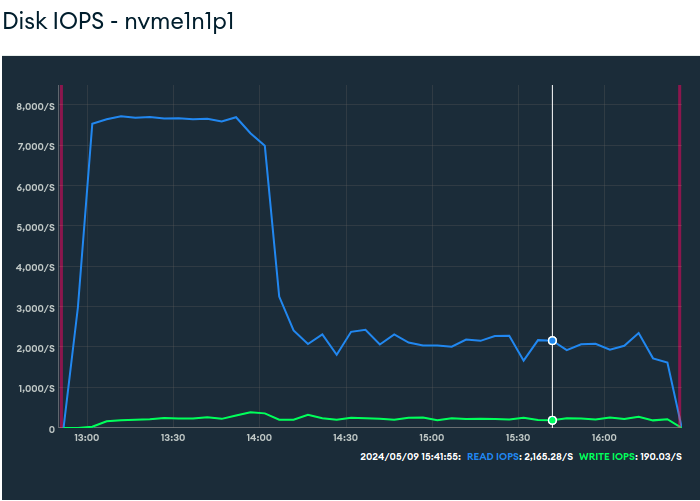 Disk IOPS - nvme1n1p1
8,000/S
7,000/S
6,000/S
5,000/S
4,000/S
3,000/S
2,000/S
1,000/S
0
13:00 13:30 14:00 14:30 15:00 15:30 16:00
2024/05/09 15:41:55: READ IOPS: 2,165.28/S WRITE IOPS: 190.03/S